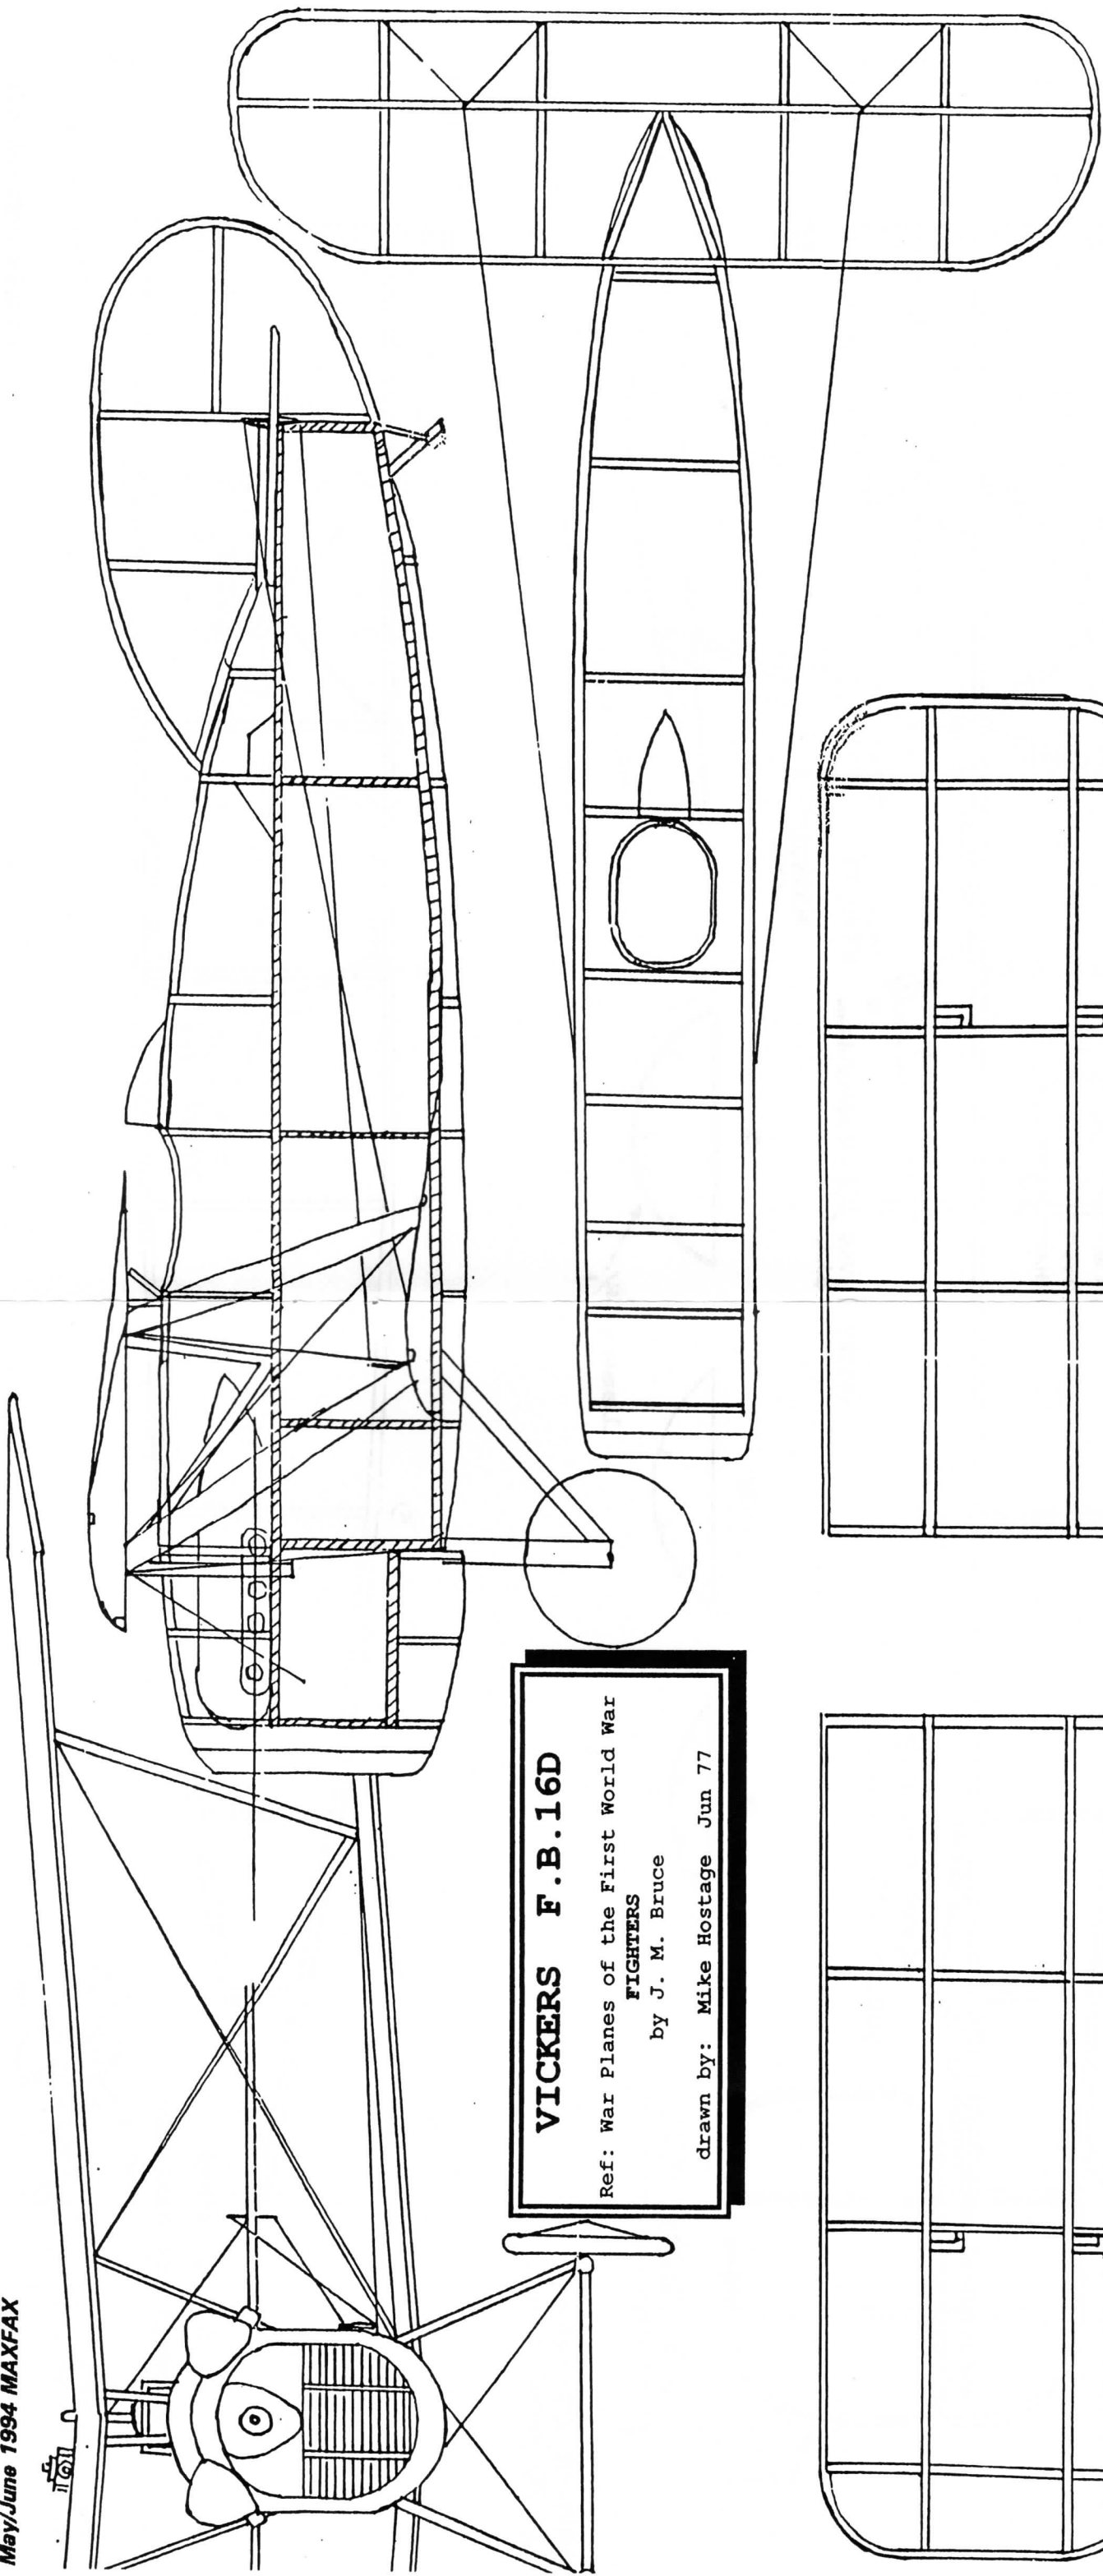 May/June 1994 MAXFAX
VICKERS F.B.16D
Ref: War Planes of the First World War
FIGHTERS
by J. M. Bruce
drawn by: Mike Hostage Jun 77